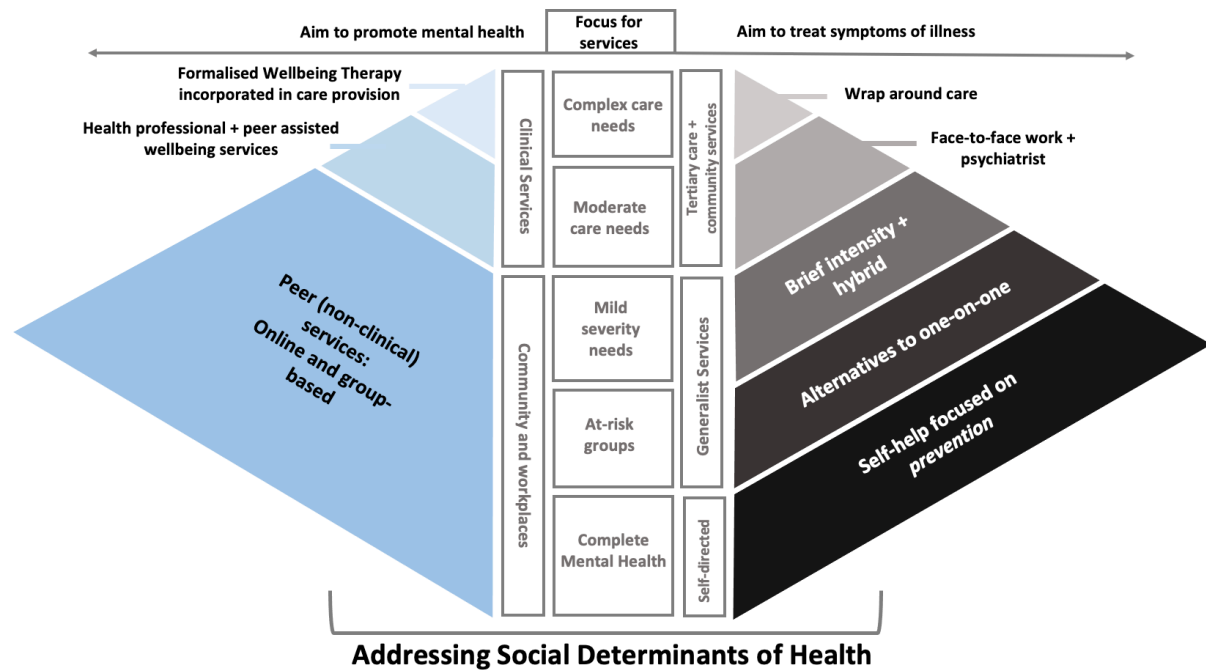 Focus for
services
Aim to promote mental health
Aim to treat symptoms of illness
Formalised Wellbeing Therapy
incorporated in care provision
Health professional + peer assisted
wellbeing services
Peer (non-clinical)
services:
Online and group-
based
Clinical Services
Community and workplaces
Complex care
needs
Moderate
care needs
Mild
severity
needs
At-risk
groups
Complete
Mental Health
Tertiary care +
community services
Generalist Services
Self-directed
Wrap around care
Face-to-face work +
psychiatrist
Brief intensity +
hybrid
Alternatives to one-on-one
Self-help focused on
prevention
Addressing Social Determinants of Health